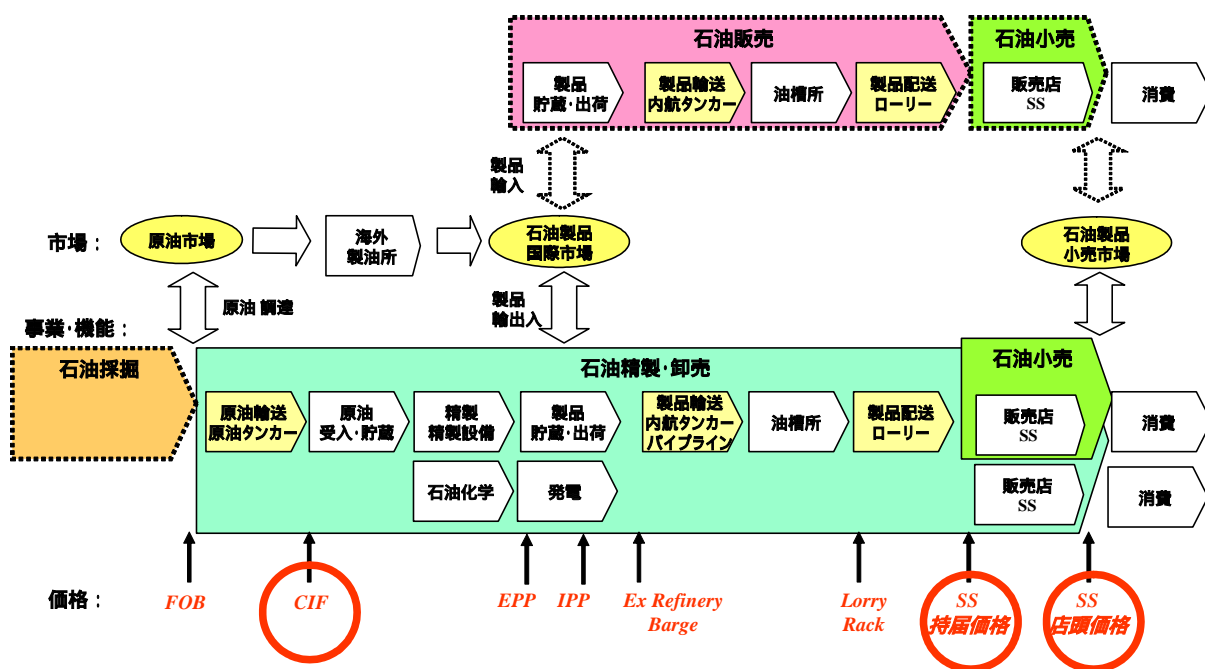 石油販売
石油小売
製品
貯蔵・出荷
製品輸送
内航タンカー
油槽所
製品配送
ローリー
販売店
SS
消費
製品
輸入
市場：
原油市場
海外
製油所
石油製品
国際市場
石油製品
小売市場
原油 調達
製品
輸出入
事業・機能：
石油採掘
石油精製・卸売
石油小売
原油輸送
原油タンカー
原油
受入・貯蔵
精製
精製設備
製品
貯蔵・出荷
製品輸送
内航タンカー
パイプライン
油槽所
製品配送
ローリー
販売店
SS
消費
石油化学
発電
販売店
SS
消費
価格：
FOB
CIF
EPP
IPP
Ex Refinery
Barge
Lorry
Rack
SS
持届価格
SS
店頭価格